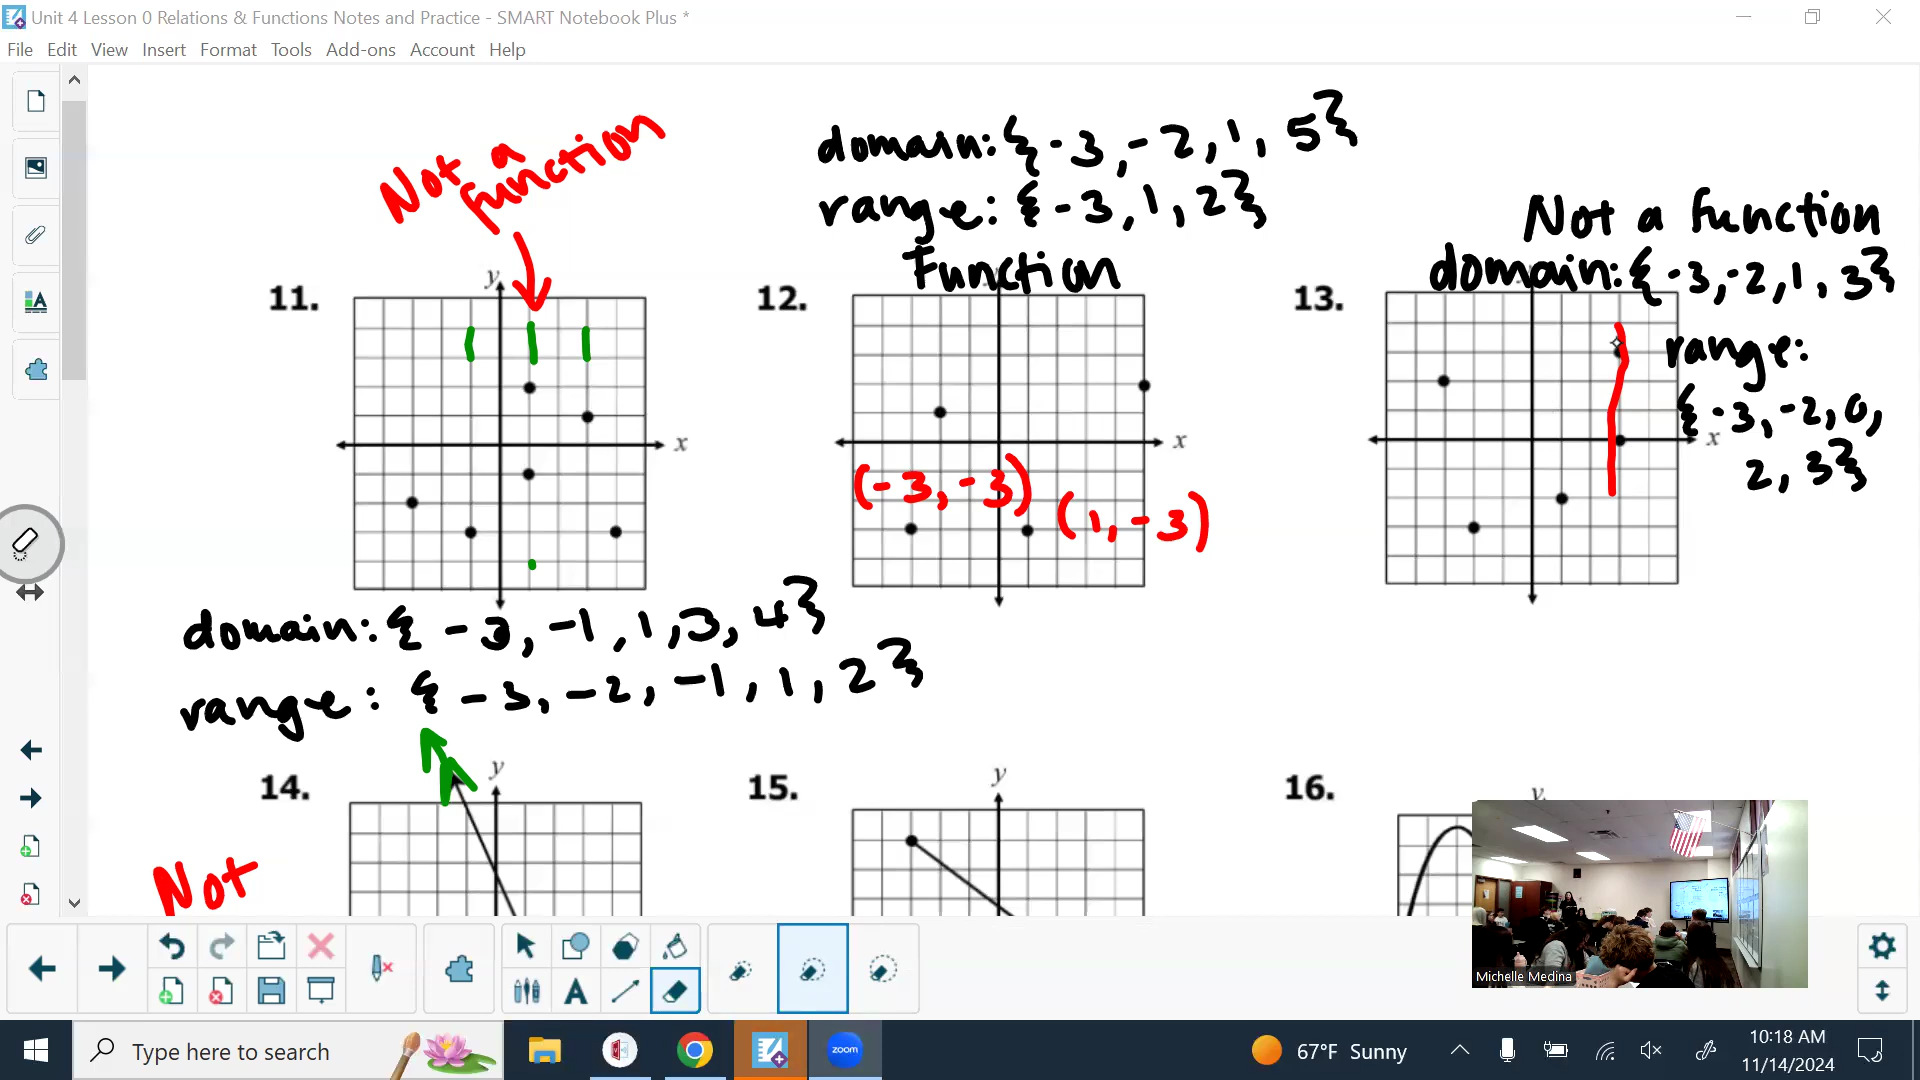 Unit 4 Lesson 0 Relations & Functions Notes and Practice - SMART Notebook Plus *
File Edit View Insert Format Tools Add-ons Account Help
Not a
function
domain: {-3, -2, 1, 5}
range: {-3, 1, 2}
Function
Not a function
domain: {-3, -2, 1, 3}
range:
{-3, -2, 0,
2, 3}
11.
y
x
12.
x
(-3, -3)
(1, -3)
13.
x
domain: { -3, -1, 1, 3, 4}
range: { -3, -2, -1, 1, 2}
14.
y
15.
y
16.
y
Not
Michelle Medina
A
Type here to search
zoom
67°F Sunny
10:18 AM
11/14/2024